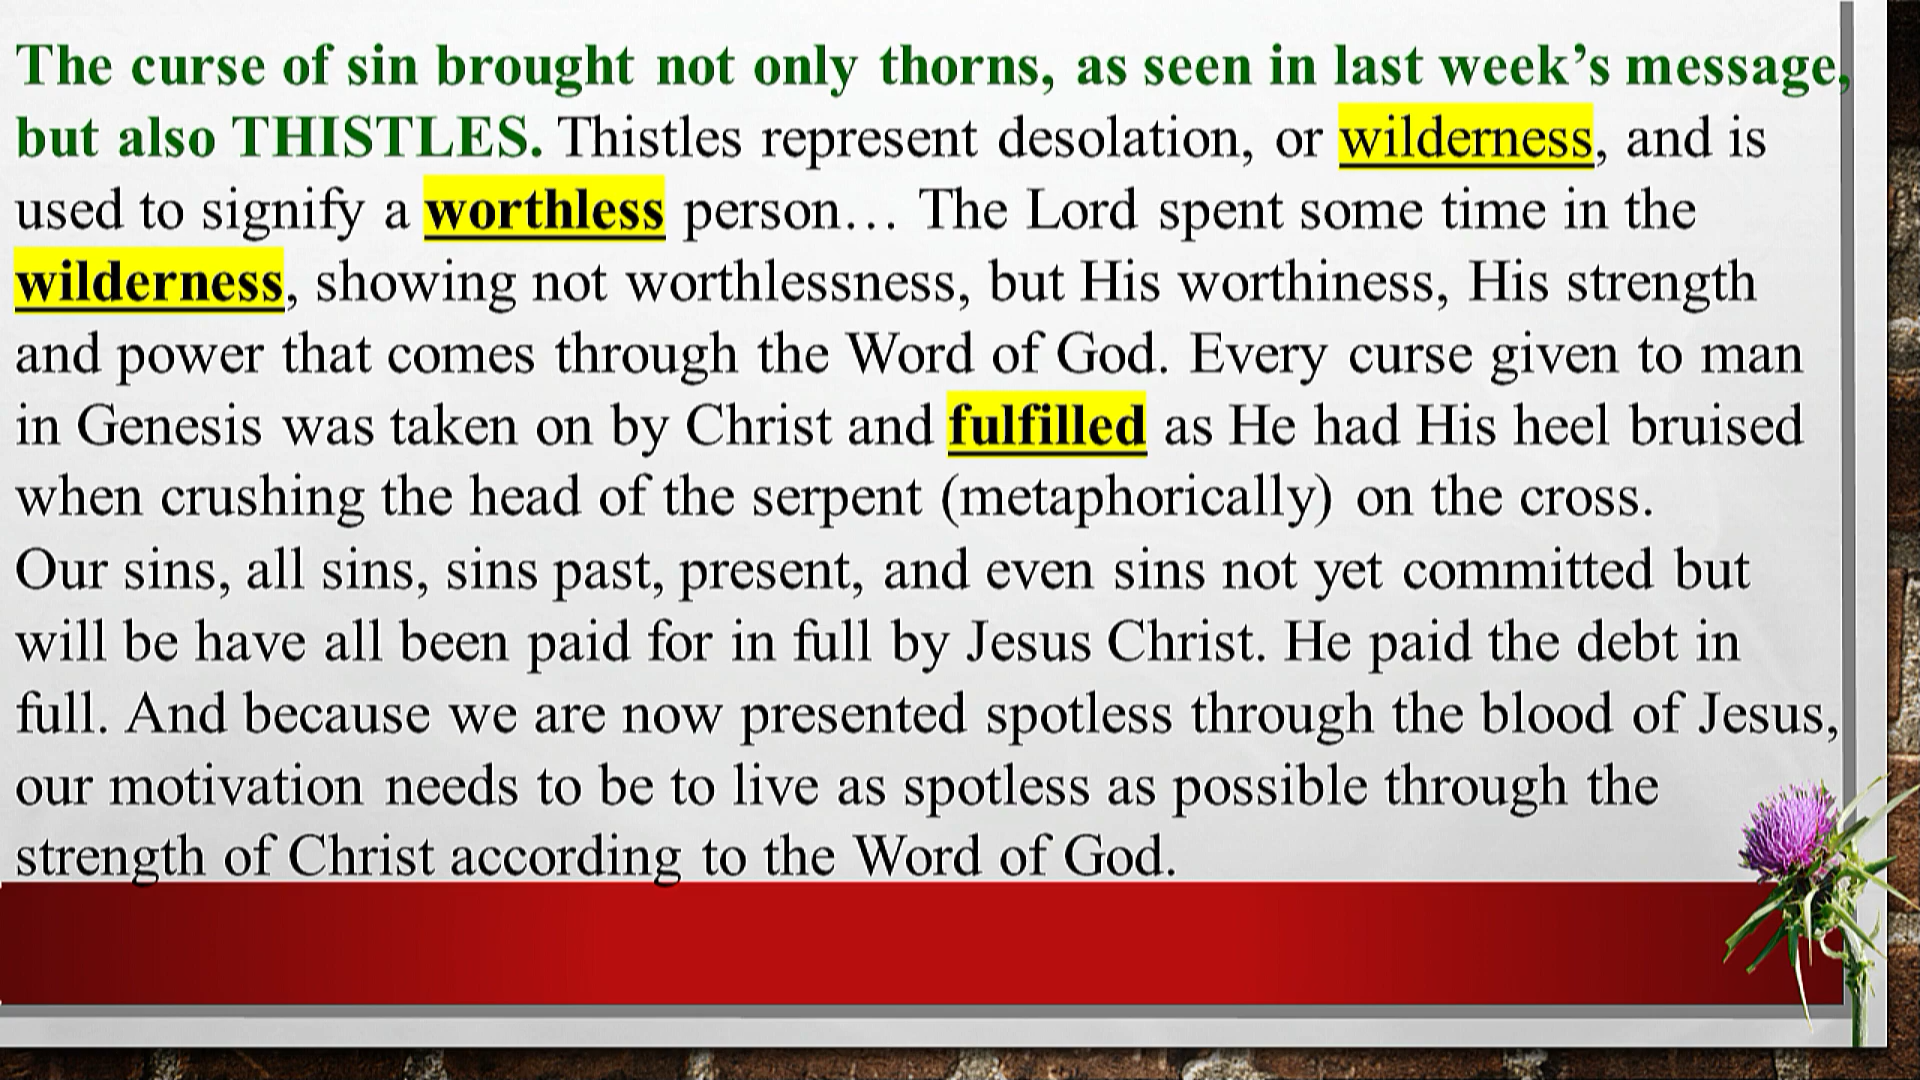 The curse of sin brought not only thorns, as seen in last week’s message,
but also THISTLES. Thistles represent desolation, or wilderness, and is
used to signify a worthless person… The Lord spent some time in the
wilderness, showing not worthlessness, but His worthiness, His strength
and power that comes through the Word of God. Every curse given to man
in Genesis was taken on by Christ and fulfilled as He had His heel bruised
when crushing the head of the serpent (metaphorically) on the cross.
Our sins, all sins, sins past, present, and even sins not yet committed but
will be have all been paid for in full by Jesus Christ. He paid the debt in
full. And because we are now presented spotless through the blood of Jesus,
our motivation needs to be to live as spotless as possible through the
strength of Christ according to the Word of God.